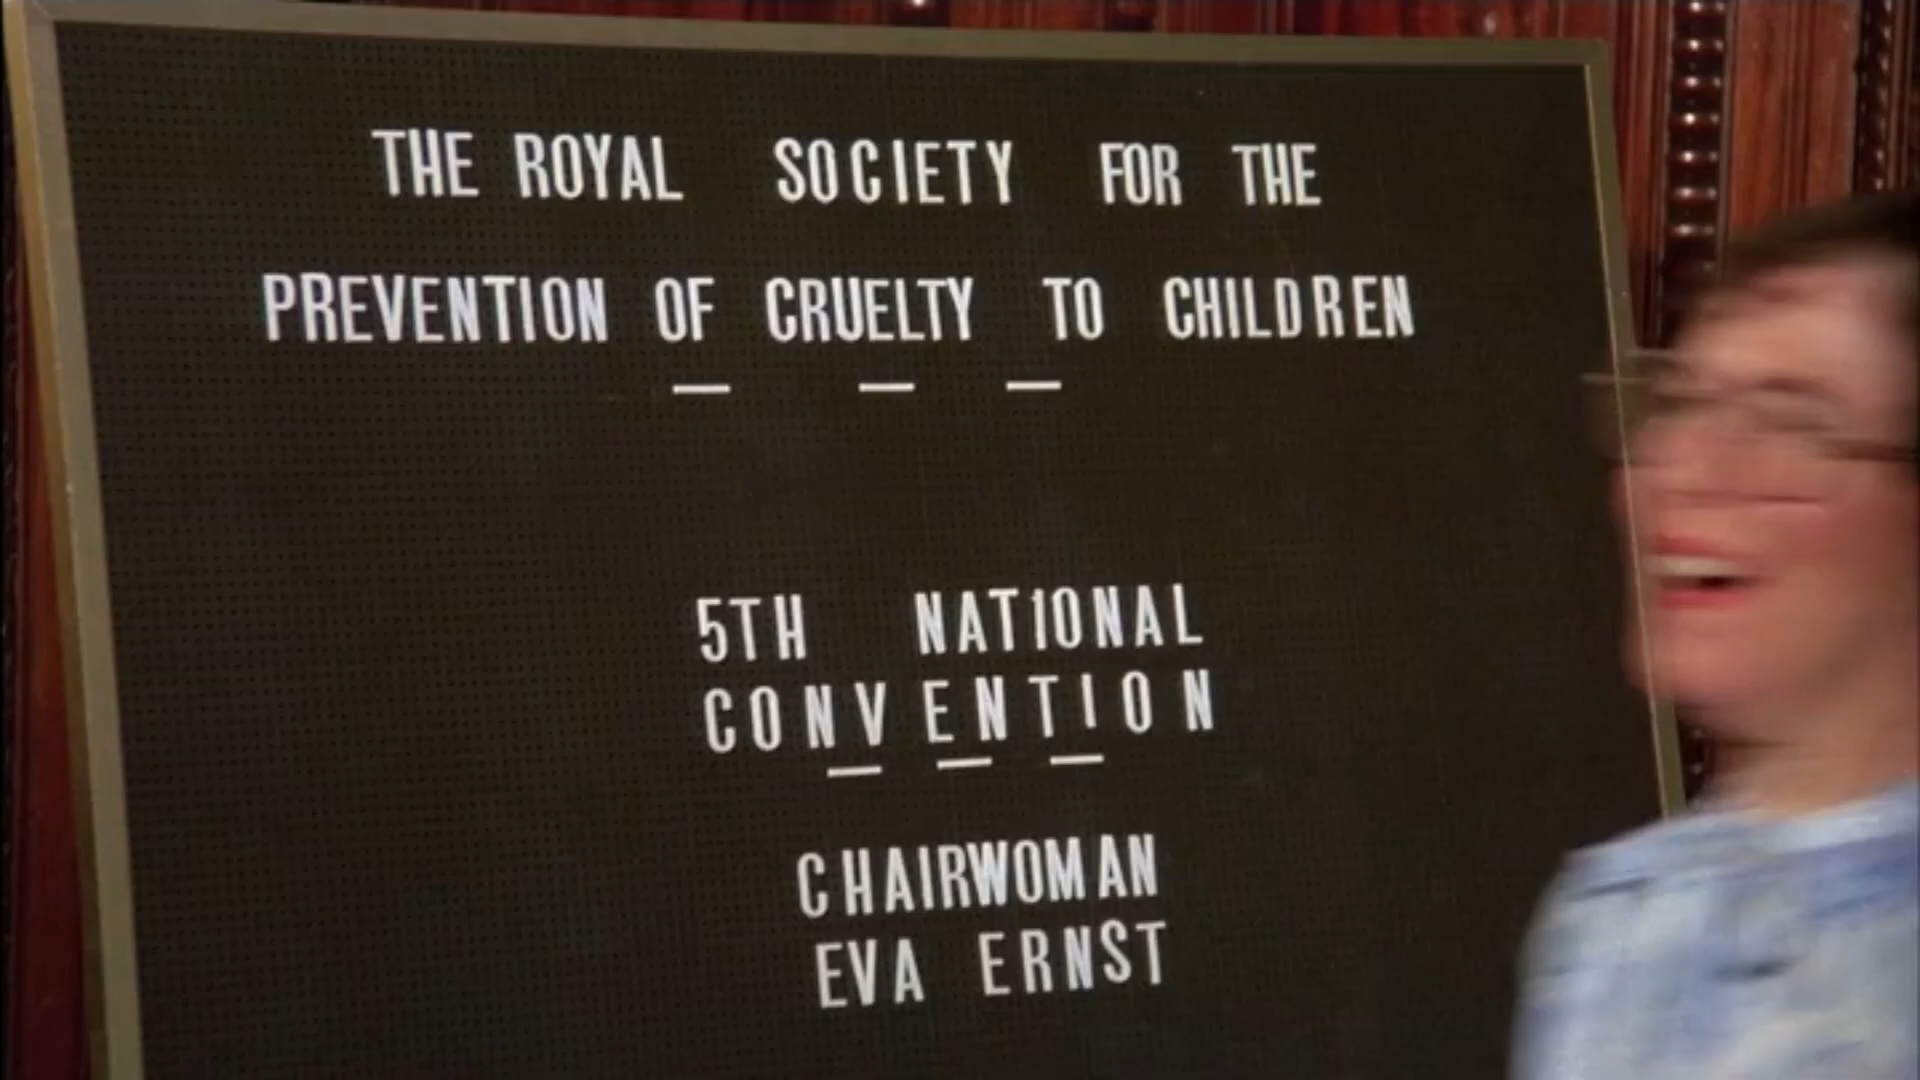 THE ROYAL SOCIETY FOR THE
PREVENTION OF CRUELTY TO CHILDREN
— — —
5TH NATIONAL
CONVENTION
— — —
CHAIRWOMAN
EVA ERNST